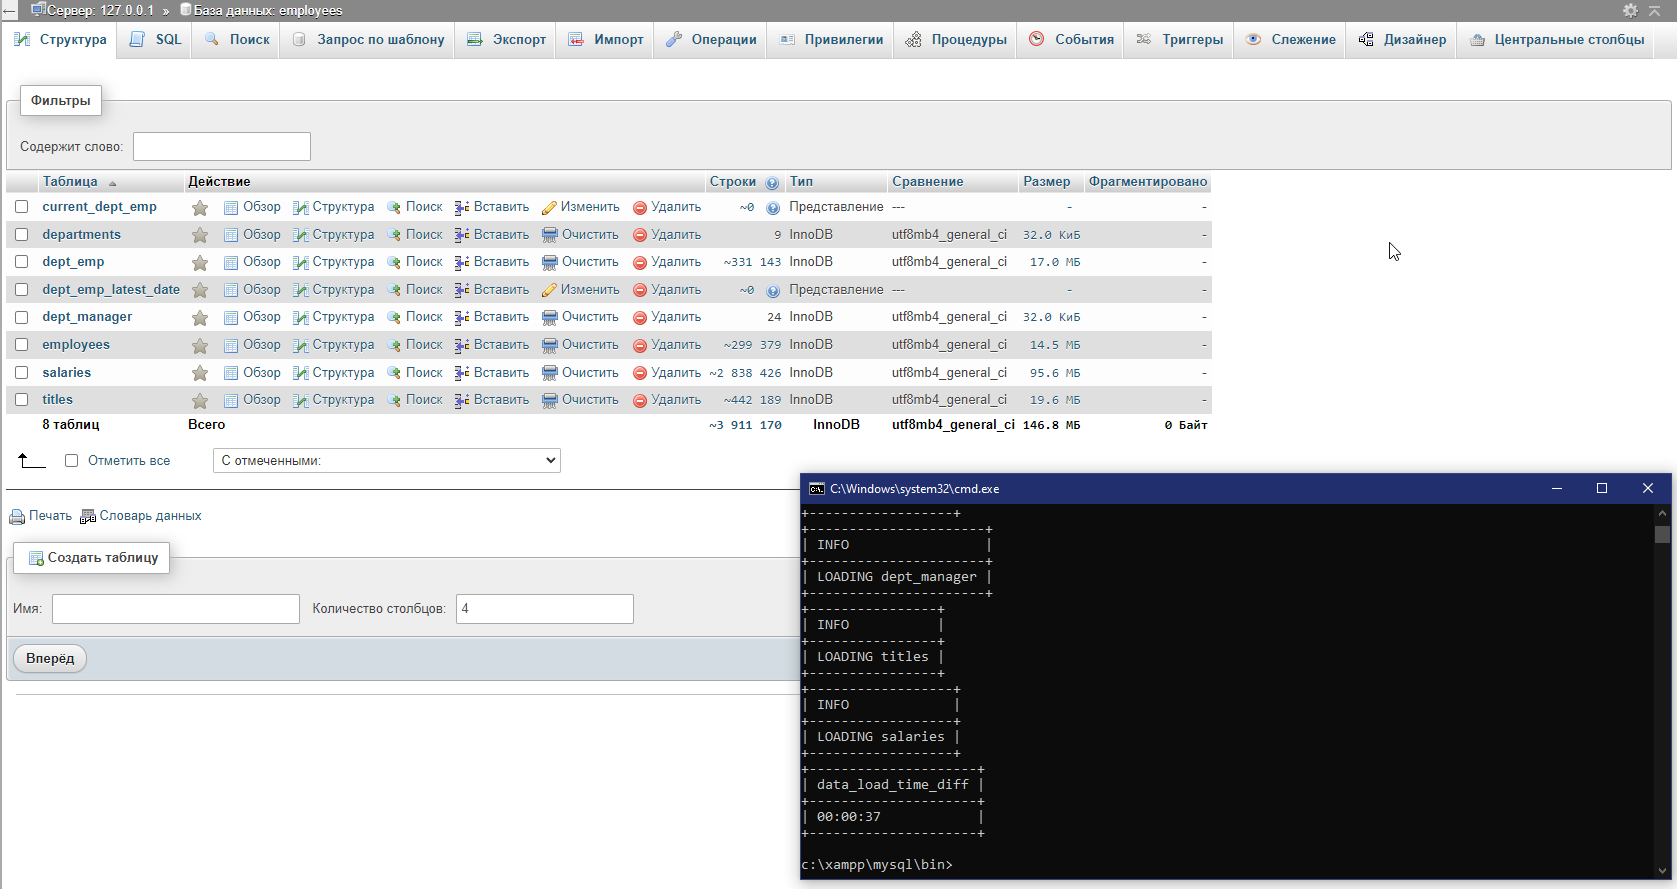 Сервер: 127.0.0.1 » База данных: employees
Структура SQL Поиск Запрос по шаблону Экспорт Импорт Операции Привилегии Процедуры События Триггеры Слежение Дизайнер Центральные столбцы
Фильтры
Содержит слово:
Таблица Действие Строки Тип Сравнение Размер Фрагментировано
current_dept_emp Обзор Структура Поиск Вставить Изменить Удалить ~0 Представление --- - -
departments Обзор Структура Поиск Вставить Очистить Удалить 9 InnoDB utf8mb4_general_ci 32.0 КиБ -
dept_emp Обзор Структура Поиск Вставить Очистить Удалить ~331 143 InnoDB utf8mb4_general_ci 17.0 МБ -
dept_emp_latest_date Обзор Структура Поиск Вставить Изменить Удалить ~0 Представление --- - -
dept_manager Обзор Структура Поиск Вставить Очистить Удалить 24 InnoDB utf8mb4_general_ci 32.0 КиБ -
employees Обзор Структура Поиск Вставить Очистить Удалить ~299 379 InnoDB utf8mb4_general_ci 14.5 МБ -
salaries Обзор Структура Поиск Вставить Очистить Удалить ~2 838 426 InnoDB utf8mb4_general_ci 95.6 МБ -
titles Обзор Структура Поиск Вставить Очистить Удалить ~442 189 InnoDB utf8mb4_general_ci 19.6 МБ -
8 таблиц Всего ~3 911 170 InnoDB utf8mb4_general_ci 146.8 МБ 0 Байт
Отметить все С отмеченными:
Печать Словарь данных
Создать таблицу
Имя: Количество столбцов: 4
Вперёд
C:\Windows\system32\cmd.exe
+------------------+
+----------------------+
| INFO                 |
+----------------------+
| LOADING dept_manager |
+----------------------+
+----------------+
| INFO           |
+----------------+
| LOADING titles |
+----------------+
+------------------+
| INFO             |
+------------------+
| LOADING salaries |
+------------------+
+---------------------+
| data_load_time_diff |
+---------------------+
| 00:00:37            |
+---------------------+
c:\xampp\mysql\bin>